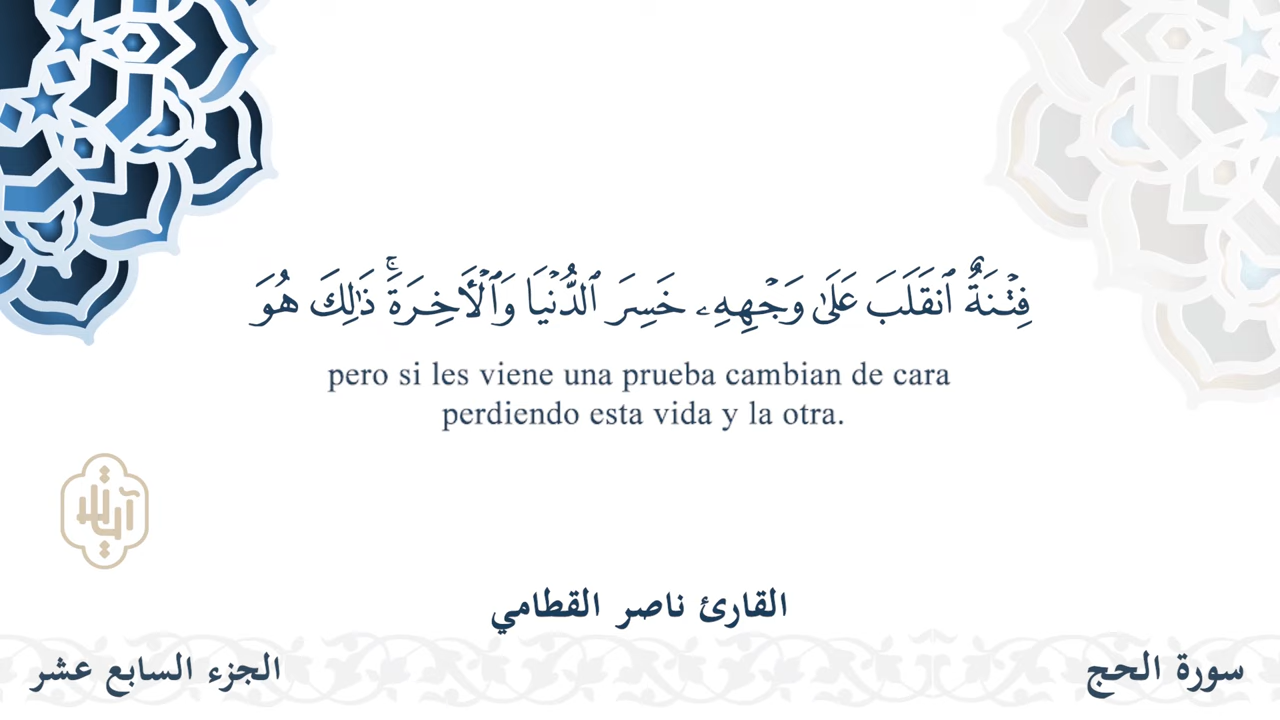 فِتْنَةٌ ٱنقَلَبَ عَلَىٰ وَجْهِهِۦ خَسِرَ ٱلدُّنْيَا وَٱلْـَٔاخِرَةَ ۚ ذَٰلِكَ هُوَ
pero si les viene una prueba cambian de cara
perdiendo esta vida y la otra.
القارئ ناصر القطامي
سورة الحج
الجزء السابع عشر